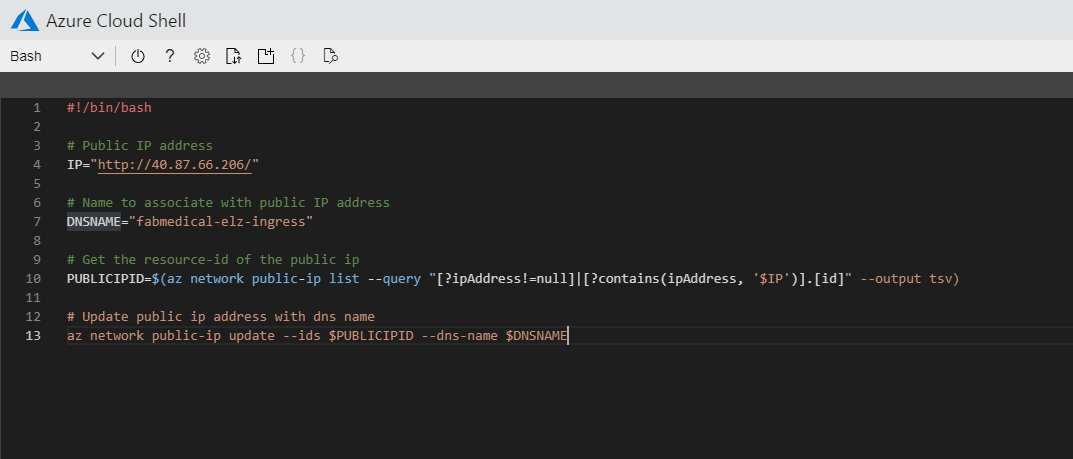 Azure Cloud Shell
Bash
?
{}
1 #!/bin/bash
2
3 # Public IP address
4 IP="http://40.87.66.206/"
5
6 # Name to associate with public IP address
7 DNSNAME="fabmedical-elz-ingress"
8
9 # Get the resource-id of the public ip
10 PUBLICIPID=$(az network public-ip list --query "[?ipAddress!=null]|[?contains(ipAddress, '$IP')].[id]" --output tsv)
11
12 # Update public ip address with dns name
13 az network public-ip update --ids $PUBLICIPID --dns-name $DNSNAME